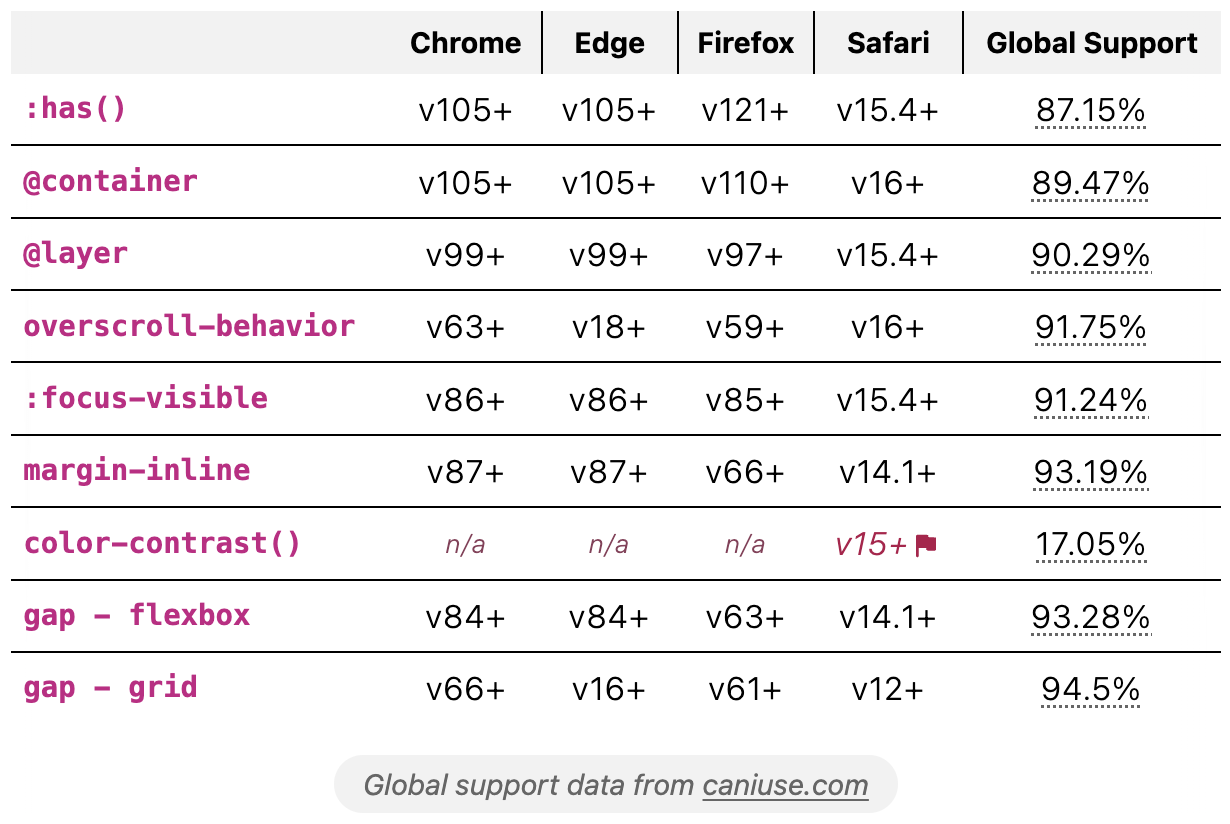 Chrome Edge Firefox Safari Global Support
:has() v105+ v105+ v121+ v15.4+ 87.15%
@container v105+ v105+ v110+ v16+ 89.47%
@layer v99+ v99+ v97+ v15.4+ 90.29%
overscroll-behavior v63+ v18+ v59+ v16+ 91.75%
:focus-visible v86+ v86+ v85+ v15.4+ 91.24%
margin-inline v87+ v87+ v66+ v14.1+ 93.19%
color-contrast() n/a n/a n/a v15+ 17.05%
gap - flexbox v84+ v84+ v63+ v14.1+ 93.28%
gap - grid v66+ v16+ v61+ v12+ 94.5%
Global support data from caniuse.com